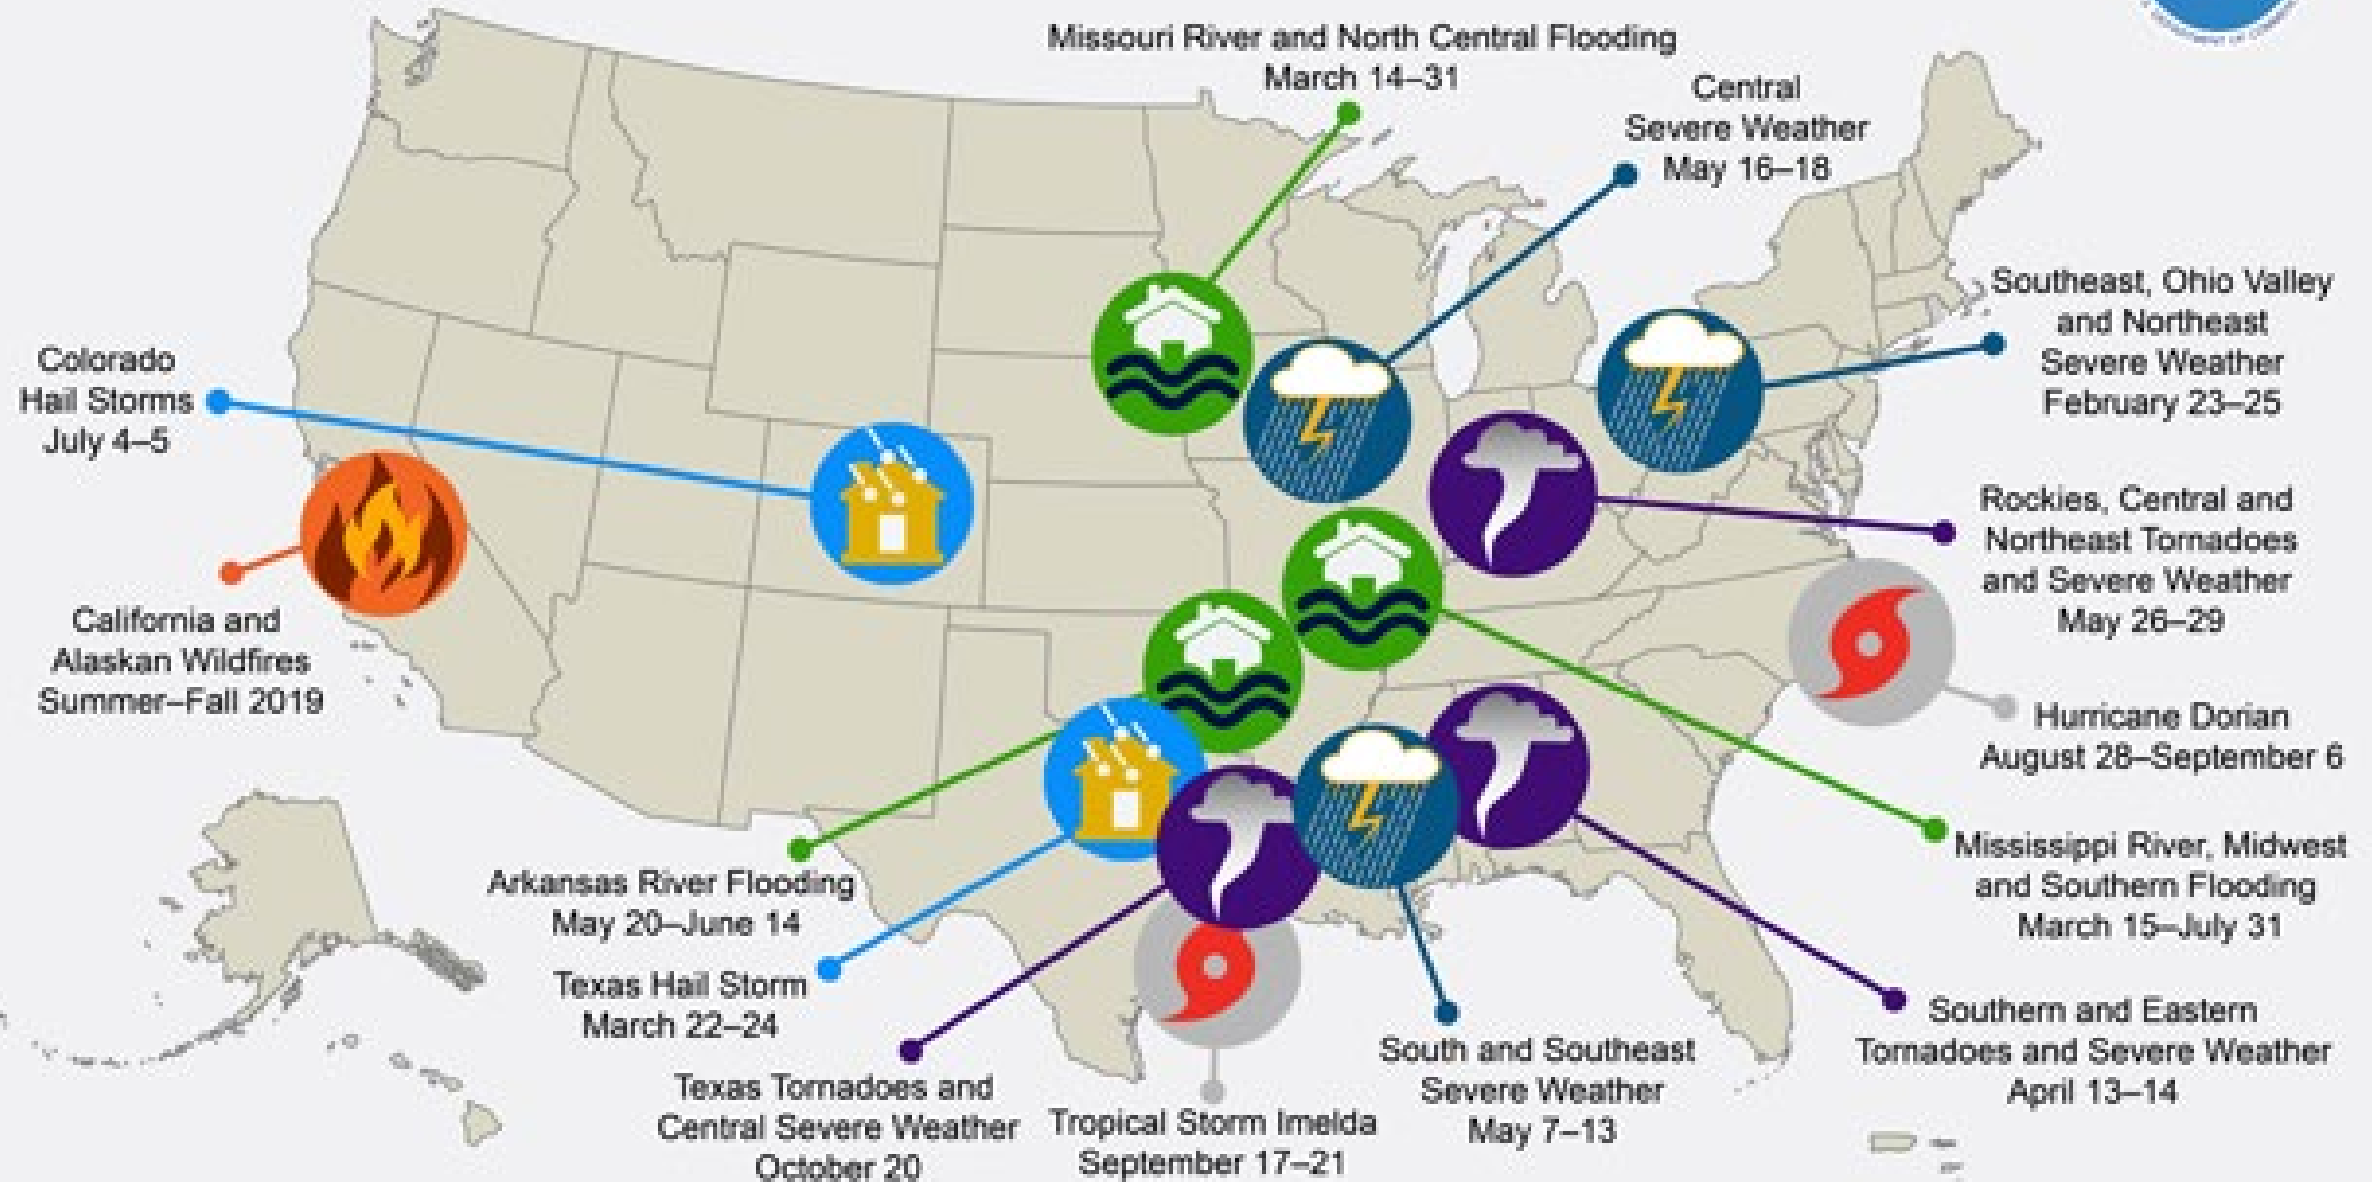 Missouri River and North Central Flooding
March 14–31
Central
Severe Weather
May 16–18
Southeast, Ohio Valley
and Northeast
Severe Weather
February 23–25
Colorado
Hail Storms
July 4–5
Rockies, Central and
Northeast Tornadoes
and Severe Weather
May 26–29
California and
Alaskan Wildfires
Summer–Fall 2019
Hurricane Dorian
August 28–September 6
Mississippi River, Midwest
and Southern Flooding
March 15–July 31
Arkansas River Flooding
May 20–June 14
Texas Hail Storm
March 22–24
Southern and Eastern
Tornadoes and Severe Weather
April 13–14
South and Southeast
Severe Weather
May 7–13
Texas Tornadoes and
Central Severe Weather
October 20
Tropical Storm Imelda
September 17–21